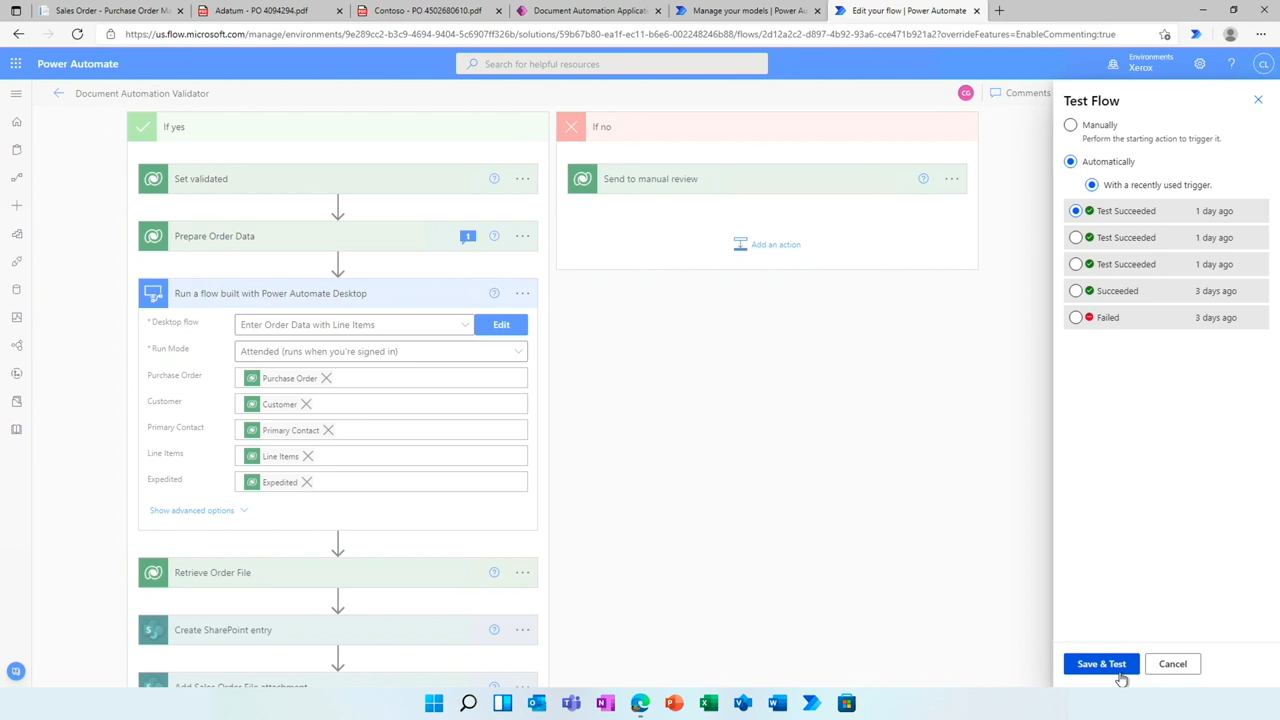 Sales Order - Purchase Order Ma
Adatum - PO 4094294.pdf
Contoso - PO 4502680610.pdf
Document Automation Applicat
Manage your models | Power Au
Edit your flow | Power Automate
https://us.flow.microsoft.com/manage/environments/9e289cc2-b3c9-4694-9404-5c6907ff326b/solutions/59b67b80-ea1f-ec11-b6e6-002248246b88/flows/2d12a2c2-d897-4b92-93a6-cce471b921a2?overrideFeatures=EnableCommenting:true
Power Automate
Search for helpful resources
Environments
Xerox
CL
Document Automation Validator
CG
Comments
If yes
If no
Set validated
Send to manual review
Prepare Order Data
1
Add an action
Run a flow built with Power Automate Desktop
* Desktop flow
Enter Order Data with Line Items
Edit
* Run Mode
Attended (runs when you're signed in)
Purchase Order
Purchase Order
Customer
Customer
Primary Contact
Primary Contact
Line Items
Line Items
Expedited
Expedited
Show advanced options
Retrieve Order File
Create SharePoint entry
Add Sales Order File attachment
Test Flow
Manually
Perform the starting action to trigger it.
Automatically
With a recently used trigger.
Test Succeeded 1 day ago
Test Succeeded 1 day ago
Test Succeeded 1 day ago
Succeeded 3 days ago
Failed 3 days ago
Save & Test
Cancel